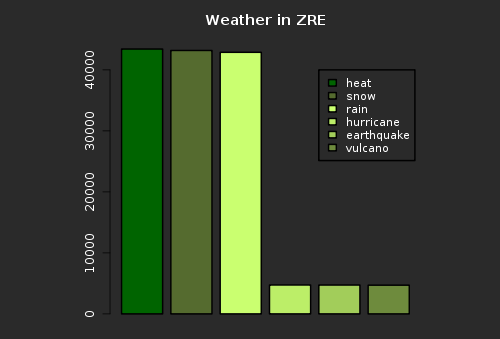 Weather in ZRE
40000
30000
20000
10000
0
heat
snow
rain
hurricane
earthquake
vulcano